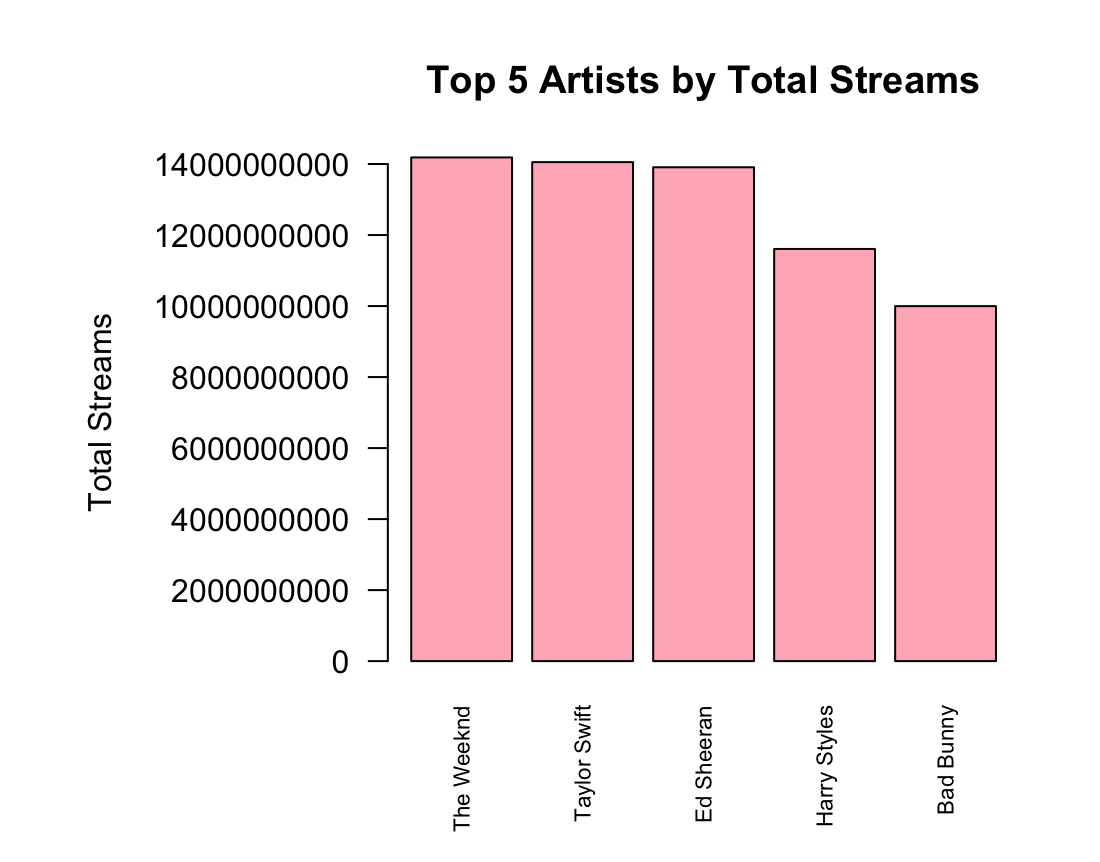 Top 5 Artists by Total Streams
Total Streams
14000000000
12000000000
10000000000
8000000000
6000000000
4000000000
2000000000
0
The Weeknd
Taylor Swift
Ed Sheeran
Harry Styles
Bad Bunny